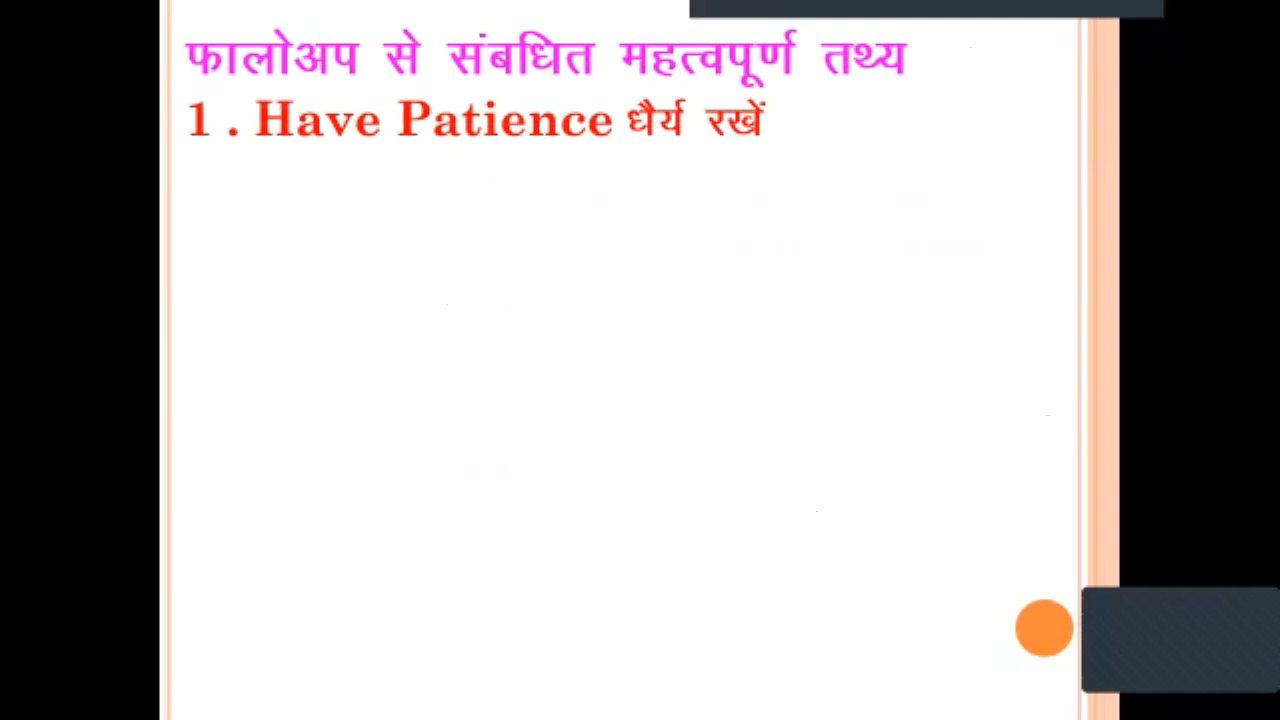 फालोअप से संबधित महत्वपूर्ण तथ्य
1 . Have Patience धैर्य रखें